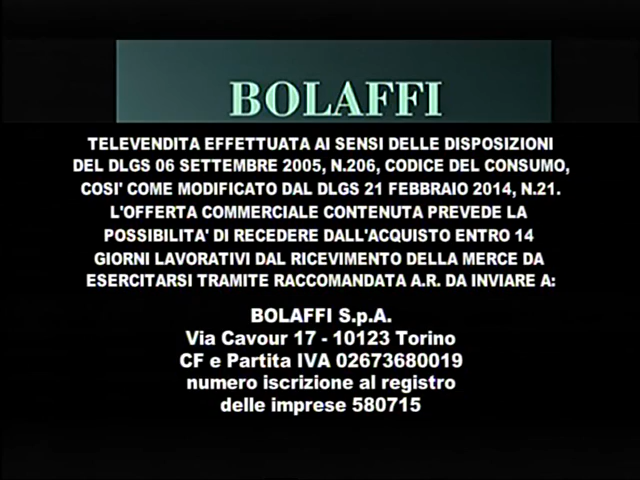 BOLAFFI
TELEVENDITA EFFETTUATA AI SENSI DELLE DISPOSIZIONI
DEL DLGS 06 SETTEMBRE 2005, N.206, CODICE DEL CONSUMO,
COSI' COME MODIFICATO DAL DLGS 21 FEBBRAIO 2014, N.21.
L'OFFERTA COMMERCIALE CONTENUTA PREVEDE LA
POSSIBILITA' DI RECEDERE DALL'ACQUISTO ENTRO 14
GIORNI LAVORATIVI DAL RICEVIMENTO DELLA MERCE DA
ESERCITARSI TRAMITE RACCOMANDATA A.R. DA INVIARE A:
BOLAFFI S.p.A.
Via Cavour 17 - 10123 Torino
CF e Partita IVA 02673680019
numero iscrizione al registro
delle imprese 580715